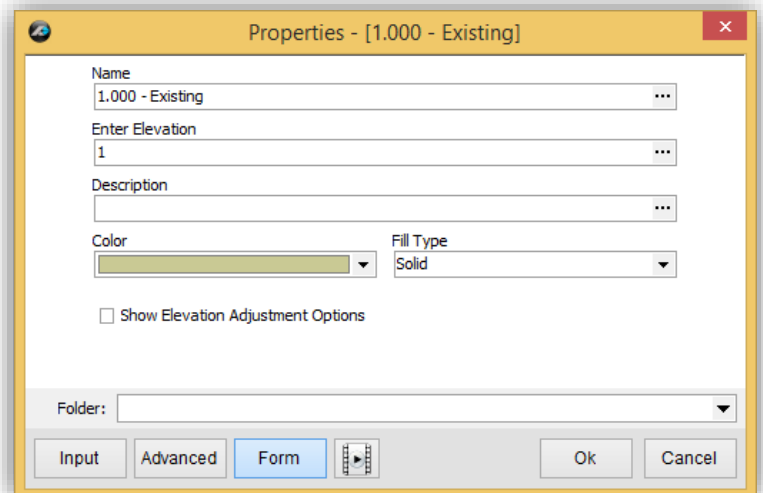 Properties - [1.000 - Existing]
Name
1.000 - Existing
Enter Elevation
1
Description
Color Fill Type
Solid
Show Elevation Adjustment Options
Folder:
Input Advanced Form Ok Cancel